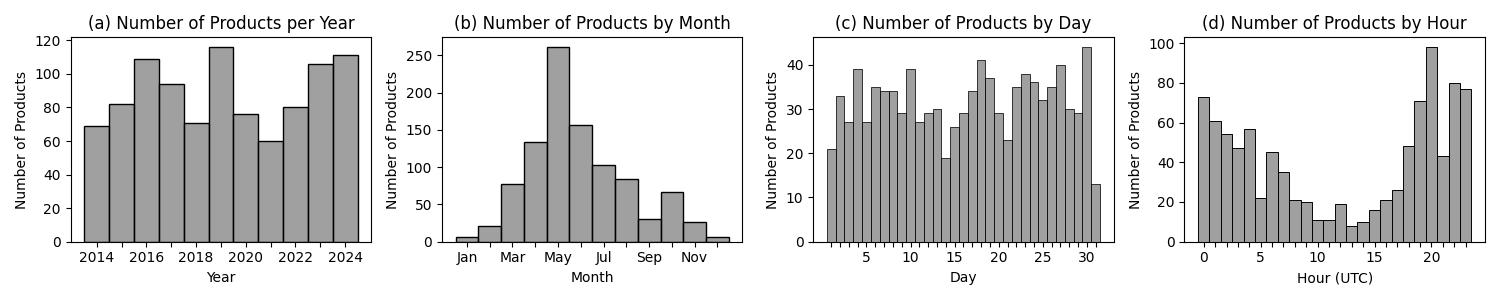 (a) Number of Products per Year
Number of Products
120
100
80
60
40
20
0
2014 2016 2018 2020 2022 2024
Year
(b) Number of Products by Month
Number of Products
250
200
150
100
50
0
Jan Mar May Jul Sep Nov
Month
(c) Number of Products by Day
Number of Products
40
30
20
10
0
5 10 15 20 25 30
Day
(d) Number of Products by Hour
Number of Products
100
80
60
40
20
0
0 5 10 15 20
Hour (UTC)